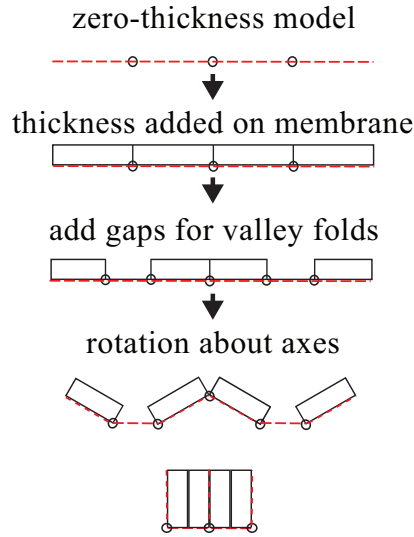 zero-thickness model
thickness added on membrane
add gaps for valley folds
rotation about axes